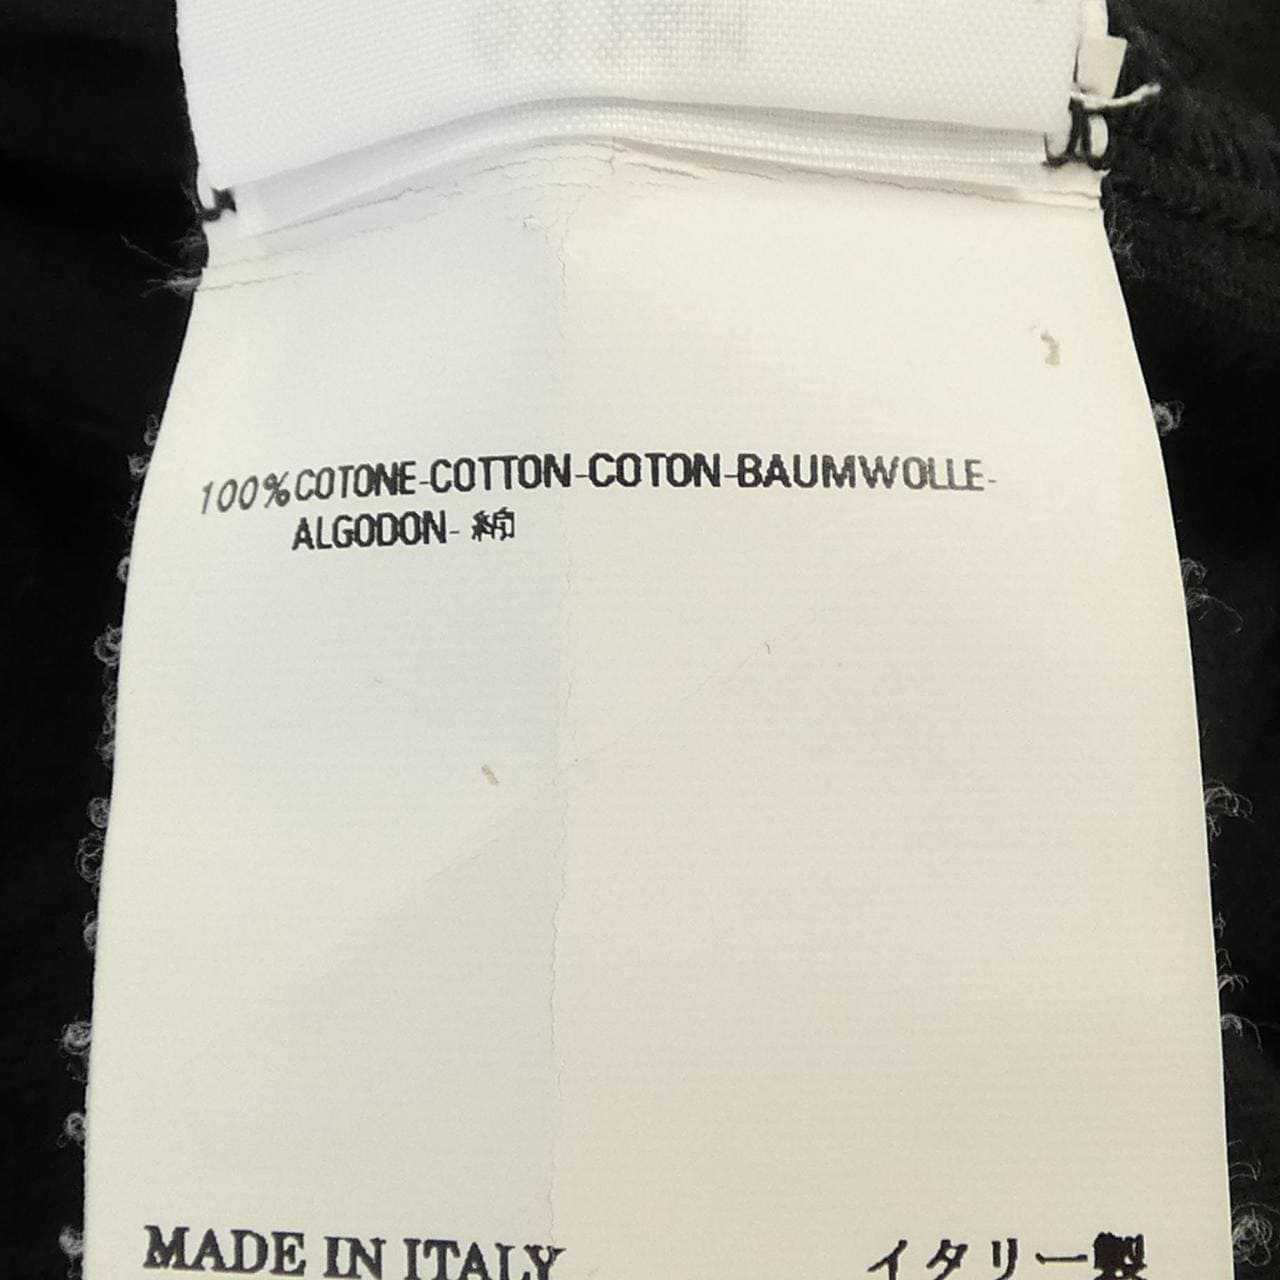 100%COTONE-COTTON-COTON-BAUMWOLLE-
ALGODON- 綿
MADE IN ITALY
イタリー製